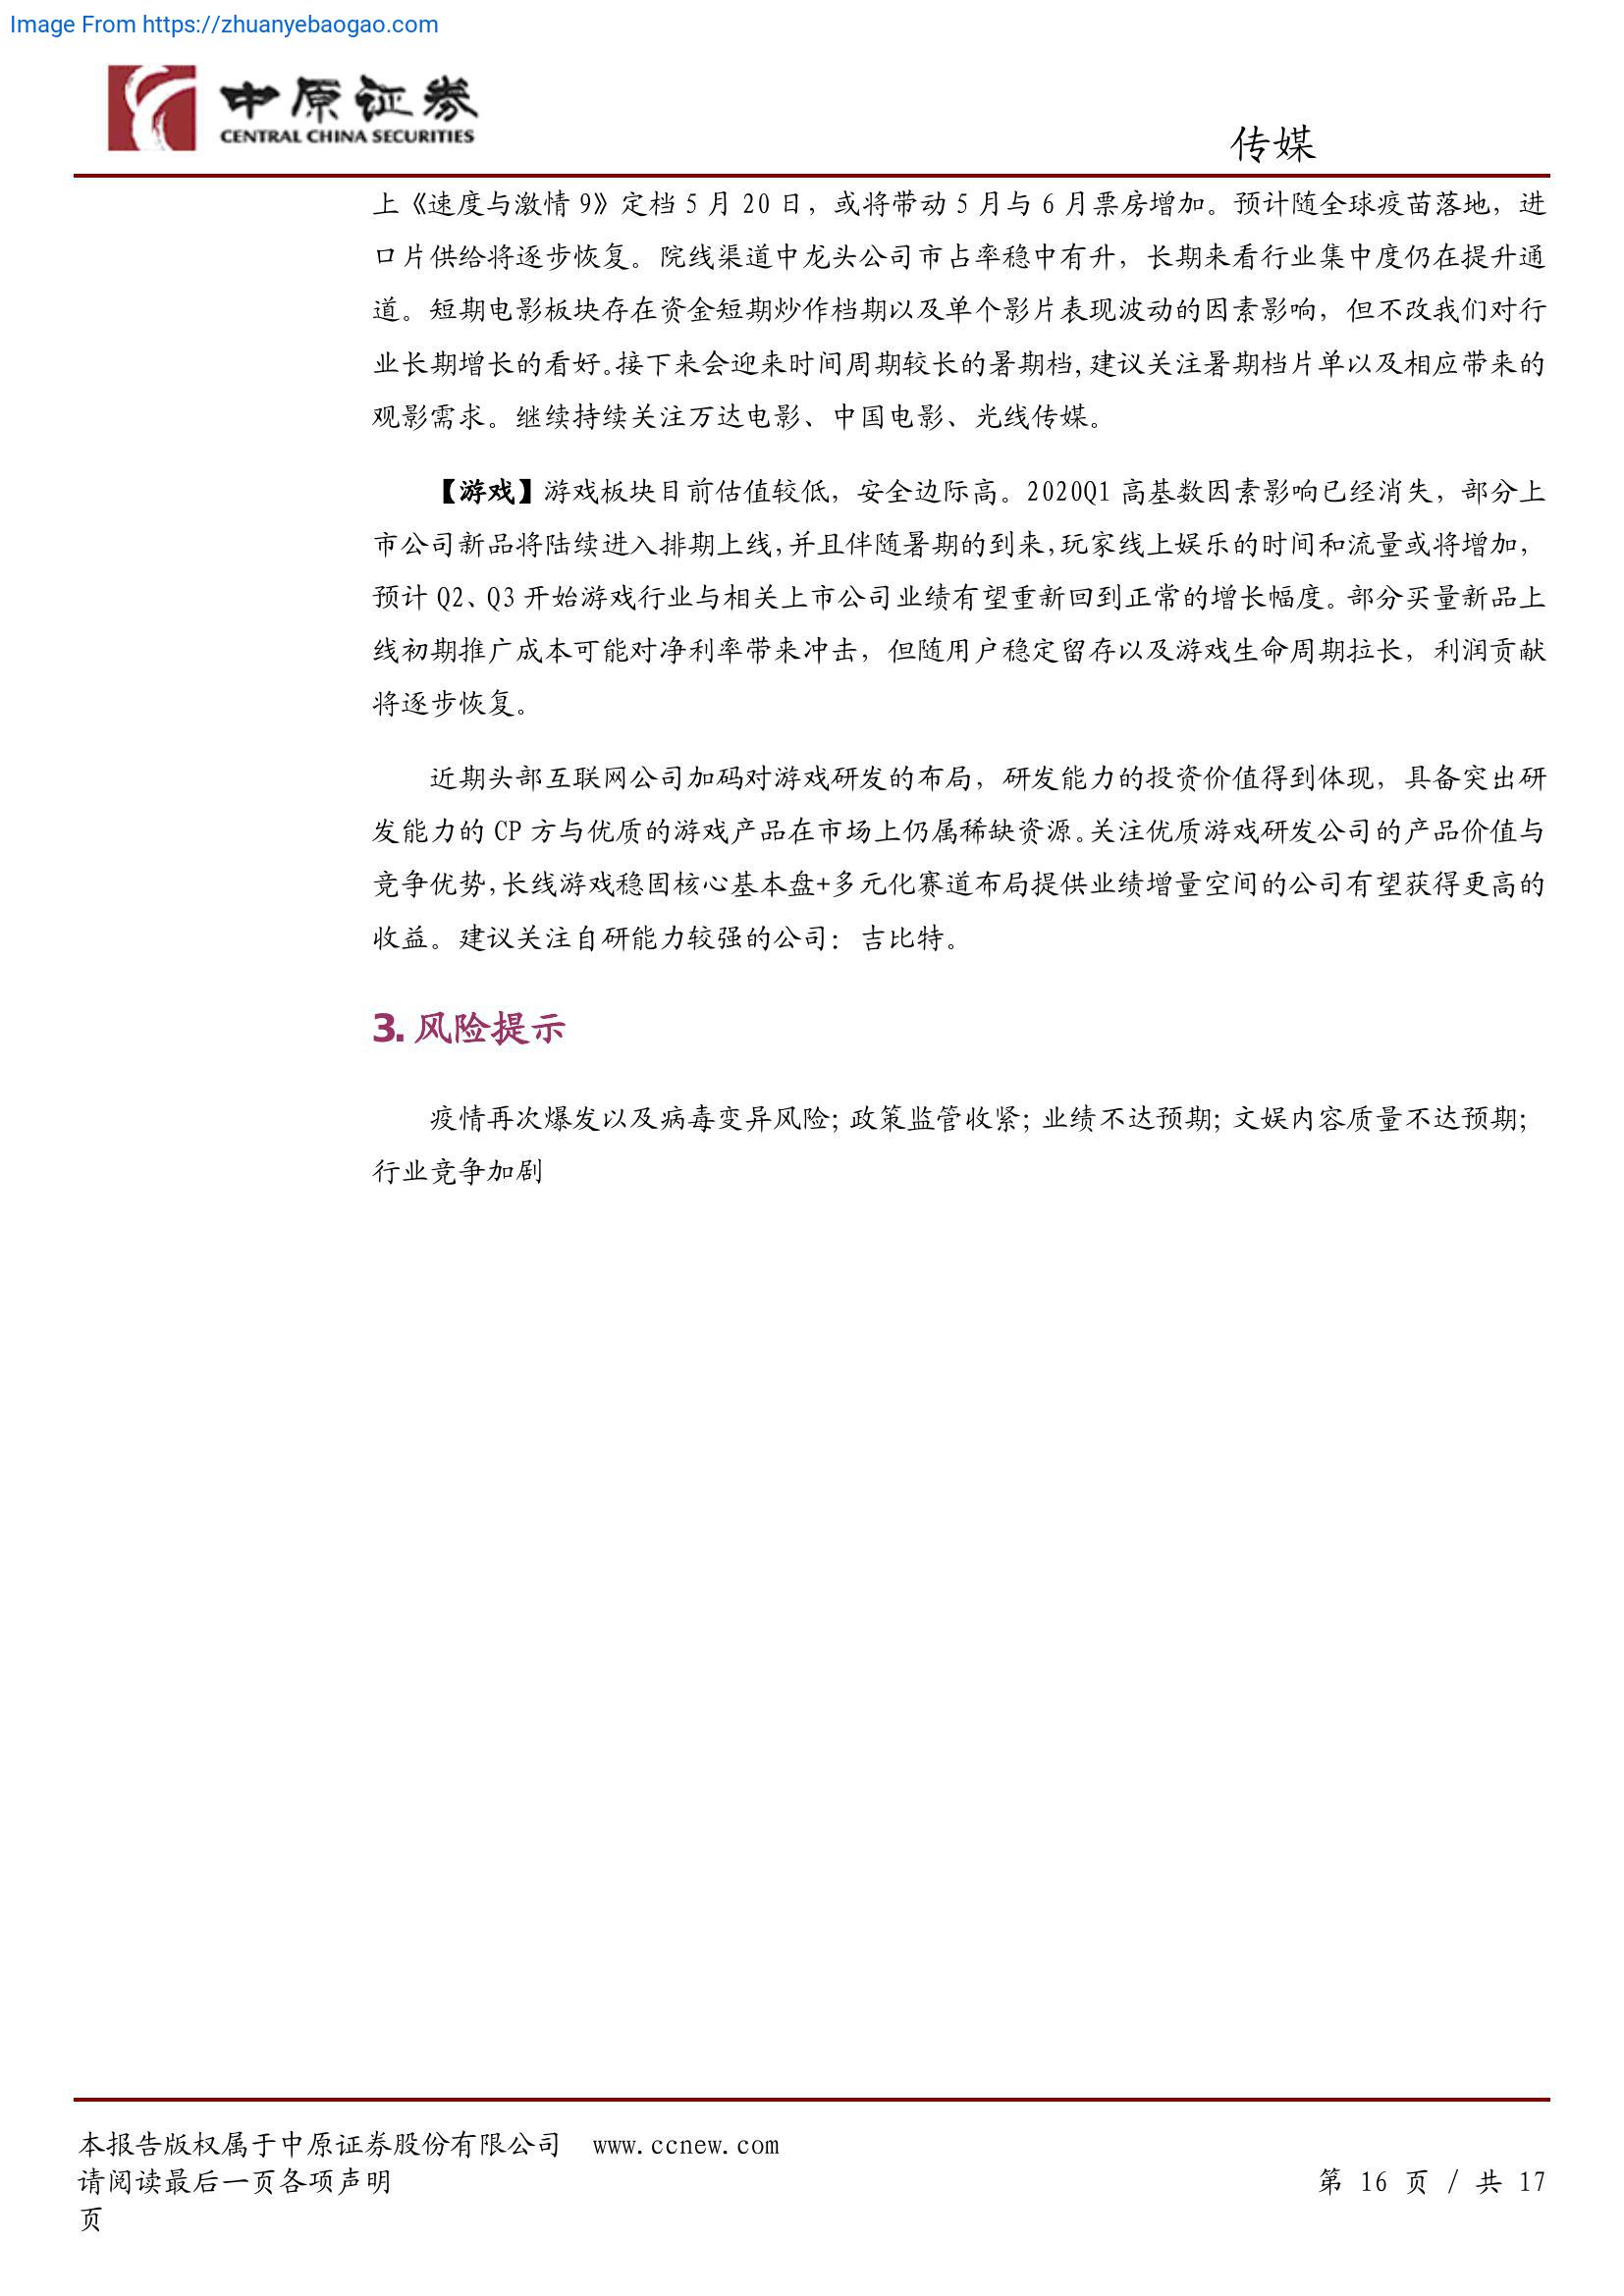 Image From https://zhuanyebaogao.com
中原证券
CENTRAL CHINA SECURITIES
传媒
上《速度与激情 9》定档 5 月 20 日，或将带动 5 月与 6 月票房增加。预计随全球疫苗落地，进
口片供给将逐步恢复。院线渠道中龙头公司市占率稳中有升，长期来看行业集中度仍在提升通
道。短期电影板块存在资金短期炒作档期以及单个影片表现波动的因素影响，但不改我们对行
业长期增长的看好。接下来会迎来时间周期较长的暑期档，建议关注暑期档片单以及相应带来的
观影需求。继续持续关注万达电影、中国电影、光线传媒。
【游戏】游戏板块目前估值较低，安全边际高。2020Q1 高基数因素影响已经消失，部分上
市公司新品将陆续进入排期上线，并且伴随暑期的到来，玩家线上娱乐的时间和流量或将增加，
预计 Q2、Q3 开始游戏行业与相关上市公司业绩有望重新回到正常的增长幅度。部分买量新品上
线初期推广成本可能对净利率带来冲击，但随用户稳定留存以及游戏生命周期拉长，利润贡献
将逐步恢复。
近期头部互联网公司加码对游戏研发的布局，研发能力的投资价值得到体现，具备突出研
发能力的 CP 方与优质的游戏产品在市场上仍属稀缺资源。关注优质游戏研发公司的产品价值与
竞争优势，长线游戏稳固核心基本盘+多元化赛道布局提供业绩增量空间的公司有望获得更高的
收益。建议关注自研能力较强的公司：吉比特。
3. 风险提示
疫情再次爆发以及病毒变异风险；政策监管收紧；业绩不达预期；文娱内容质量不达预期；
行业竞争加剧
本报告版权属于中原证券股份有限公司 www.ccnew.com
请阅读最后一页各项声明 第 16 页 / 共 17
页